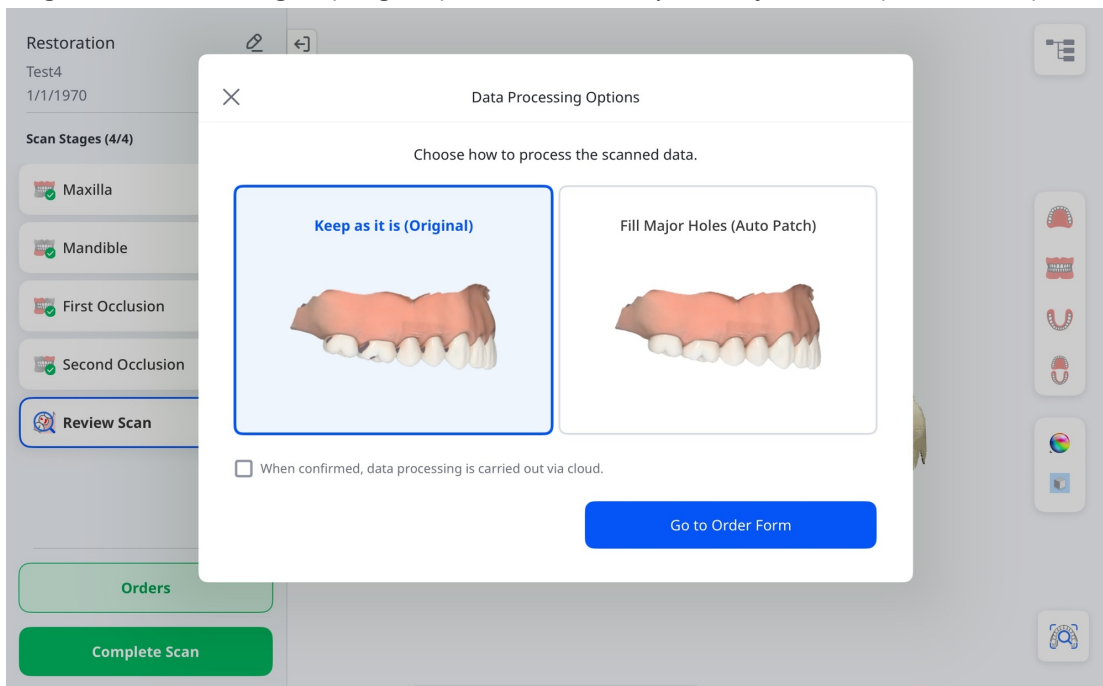 Restoration
Test4
1/1/1970
Scan Stages (4/4)
Maxilla
Mandible
First Occlusion
Second Occlusion
Review Scan
Orders
Complete Scan
Data Processing Options
Choose how to process the scanned data.
Keep as it is (Original)
Fill Major Holes (Auto Patch)
When confirmed, data processing is carried out via cloud.
Go to Order Form